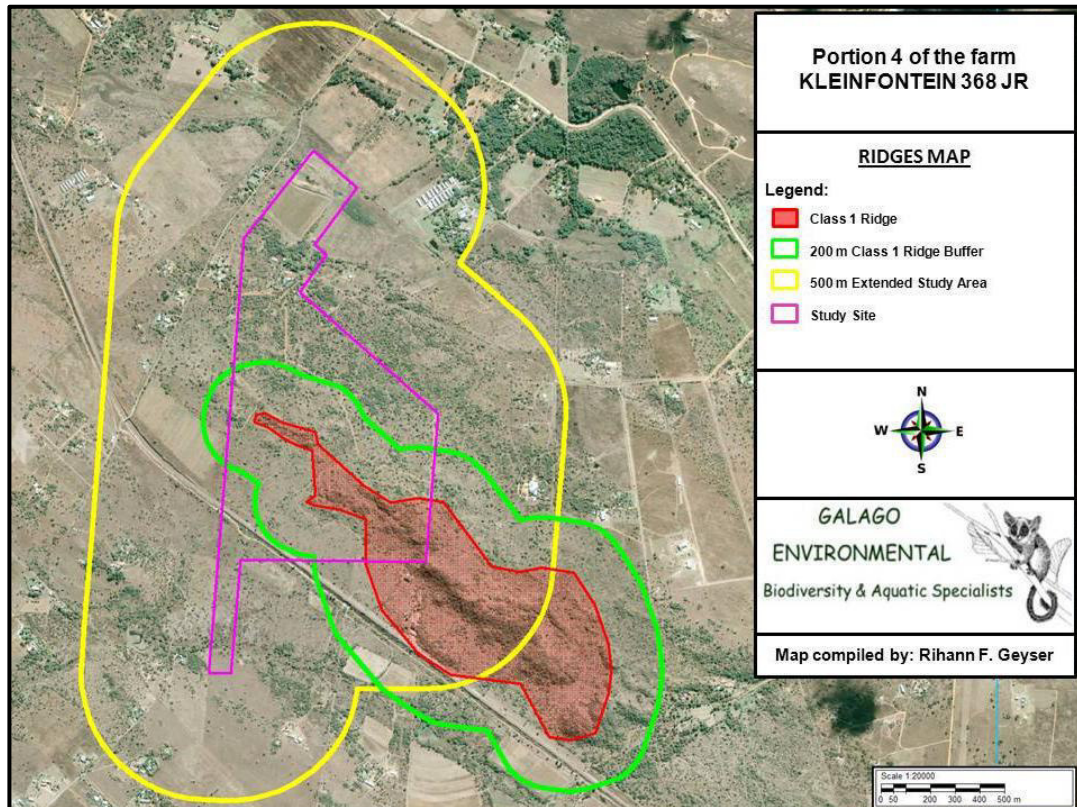 Portion 4 of the farm
KLEINFONTEIN 368 JR
RIDGES MAP
Legend:
Class 1 Ridge
200 m Class 1 Ridge Buffer
500 m Extended Study Area
Study Site
N
W E
S
GALAGO
ENVIRONMENTAL
Biodiversity & Aquatic Specialists
Map compiled by: Rihann F. Geyser
Scale 1:20000
0 50 200 300 400 500 m